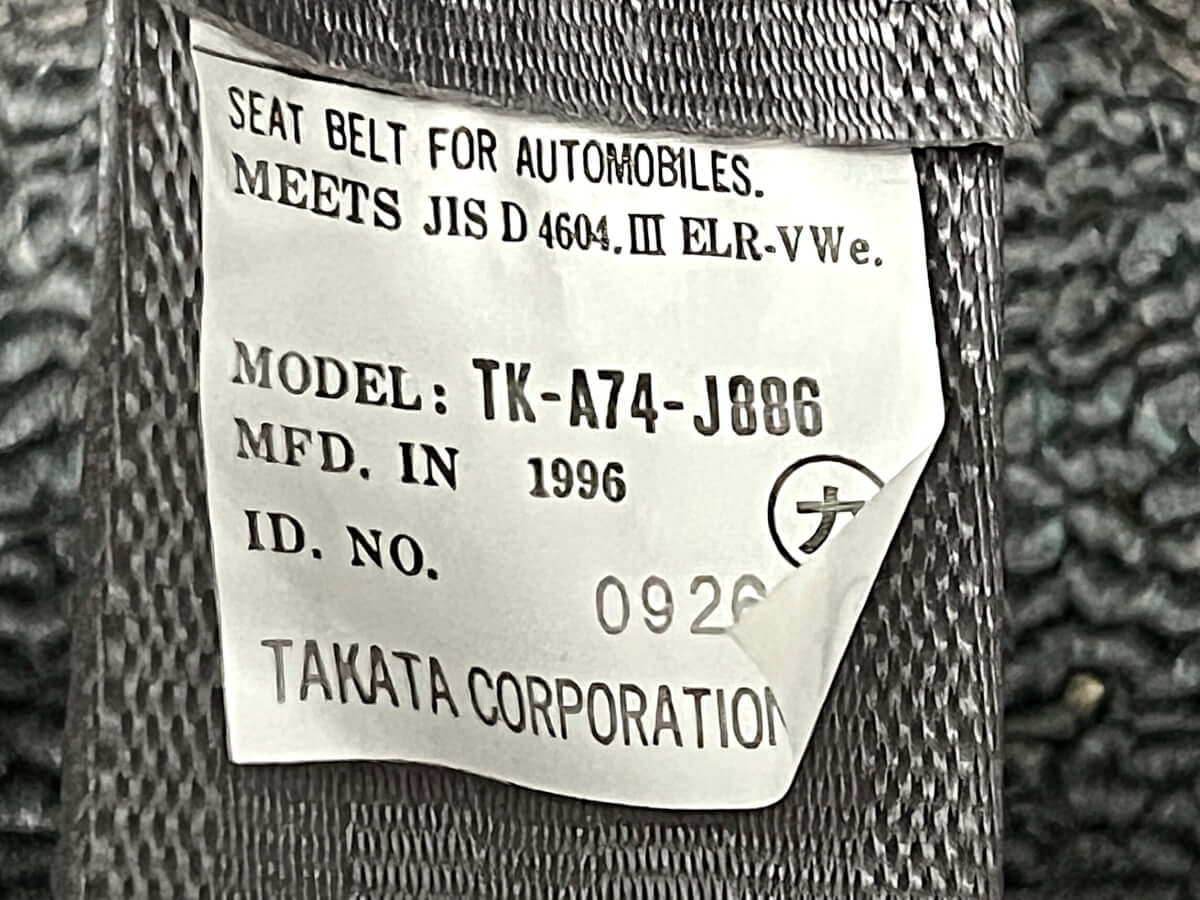 SEAT BELT FOR AUTOMOBILES.
MEETS JIS D 4604. III ELR-VWe.
MODEL: TK-A74-J886
MFD. IN 1996
ナ
ID. NO.
0926
TAKATA CORPORATION